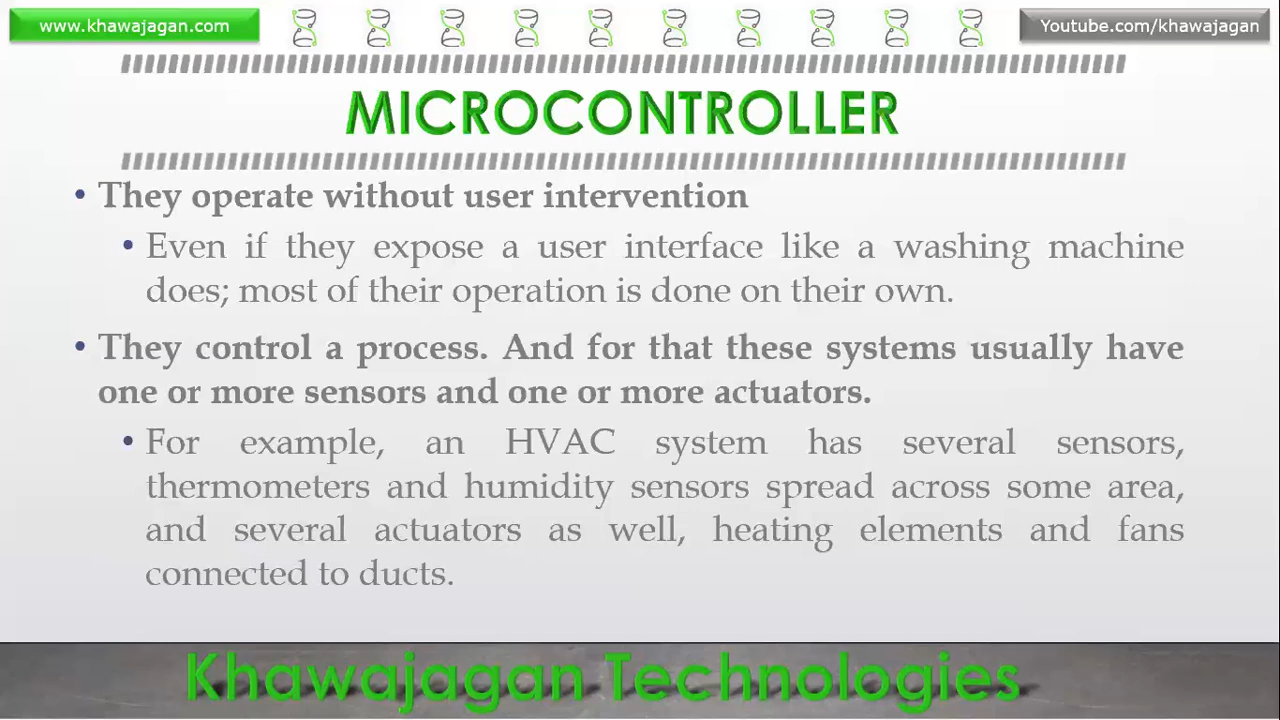 www.khawajagan.com
Youtube.com/khawajagan
MICROCONTROLLER
• They operate without user intervention
• Even if they expose a user interface like a washing machine
does; most of their operation is done on their own.
• They control a process. And for that these systems usually have
one or more sensors and one or more actuators.
• For example, an HVAC system has several sensors,
thermometers and humidity sensors spread across some area,
and several actuators as well, heating elements and fans
connected to ducts.
Khawajagan Technologies